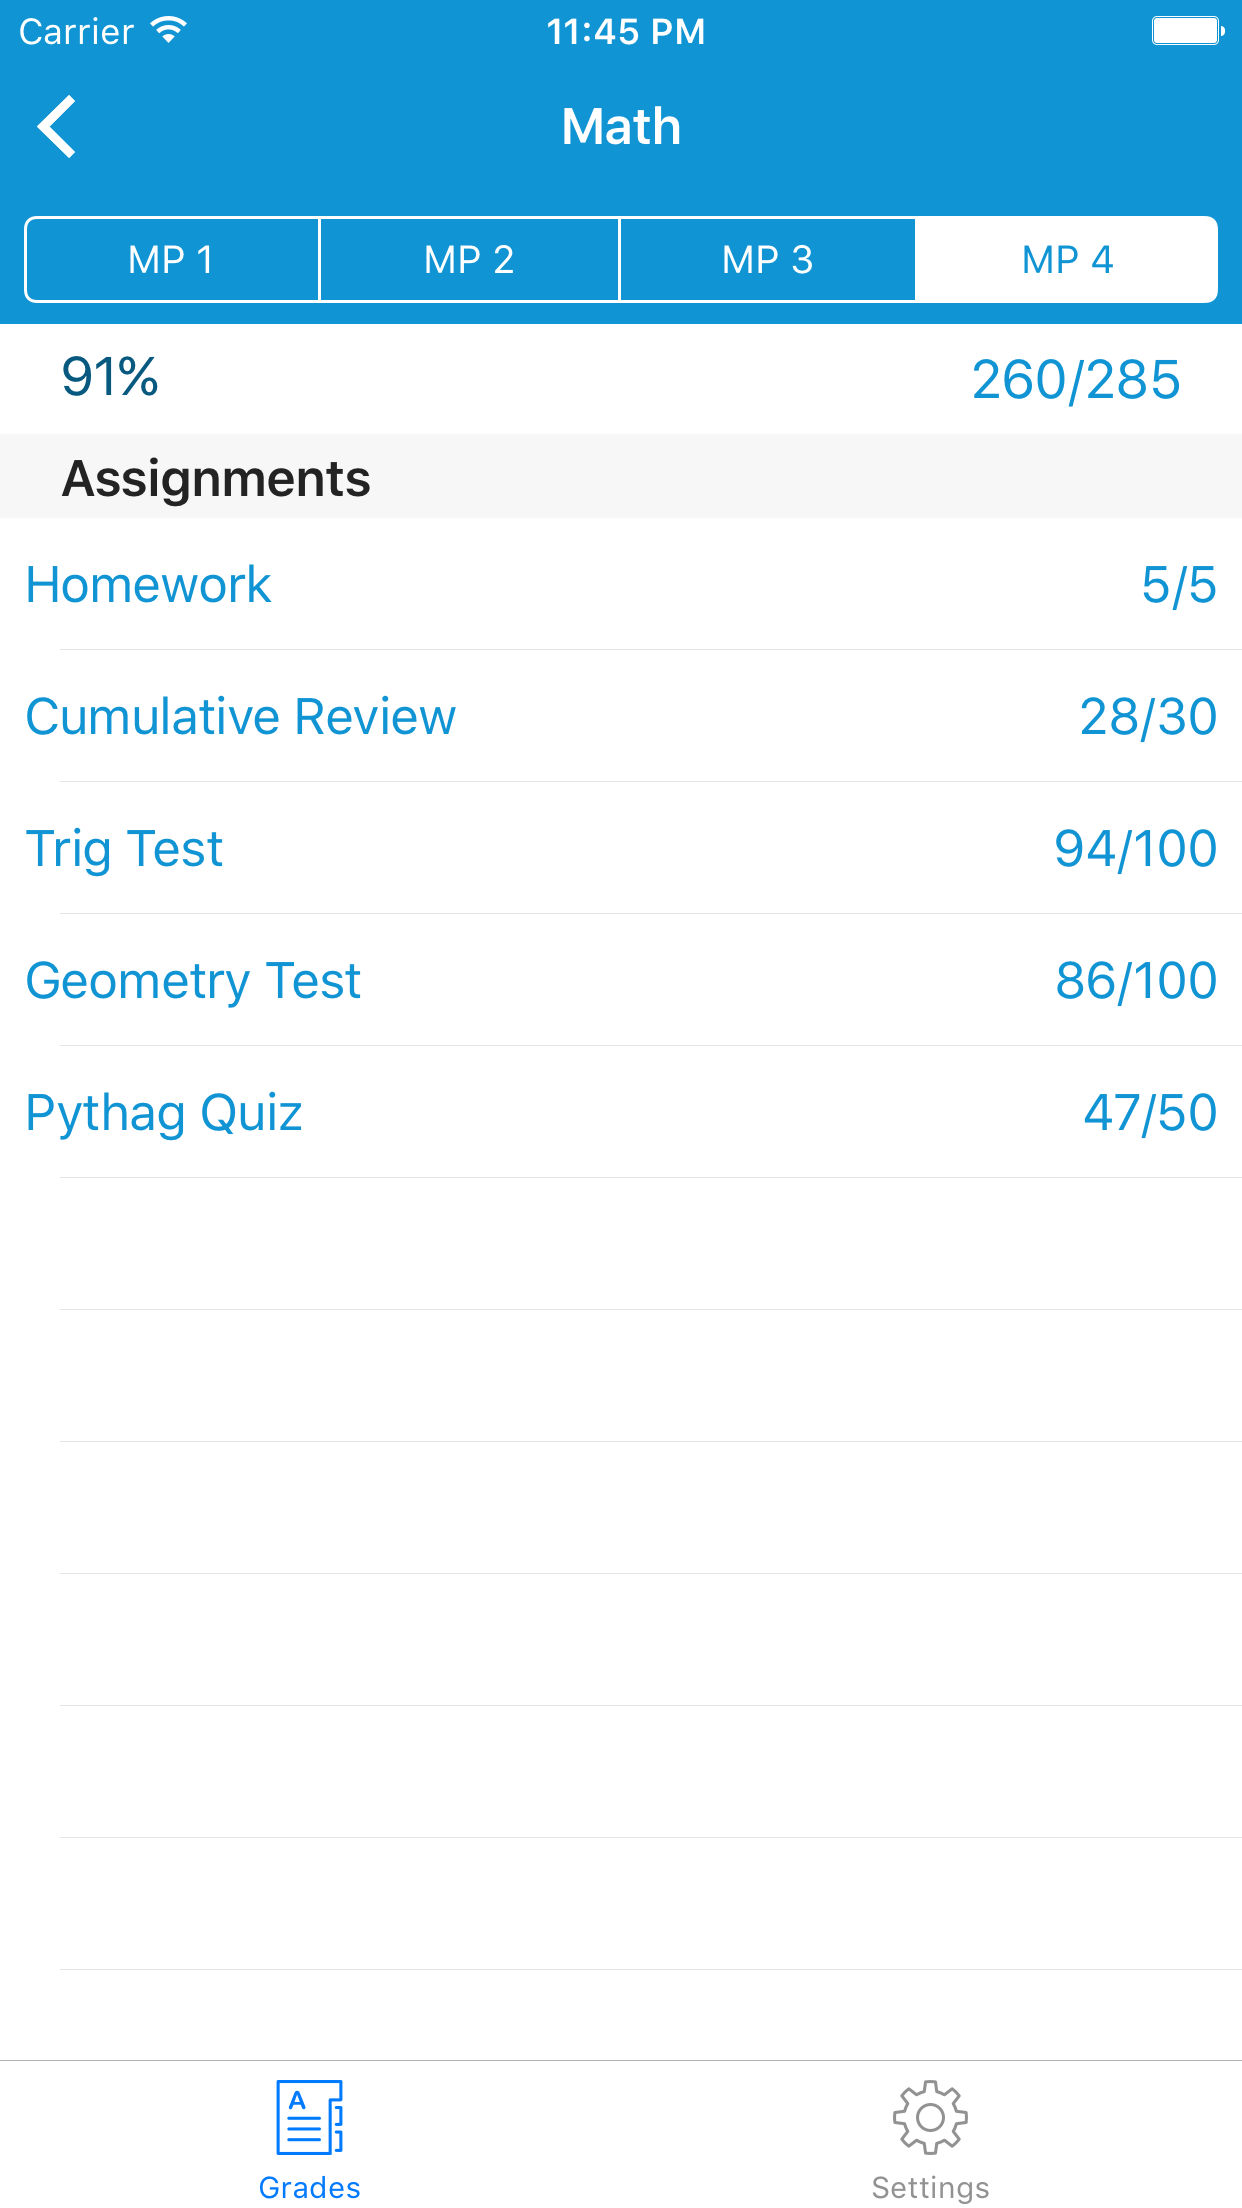 Carrier 11:45 PM
Math
MP 1 MP 2 MP 3 MP 4
91% 260/285
Assignments
Homework 5/5
Cumulative Review 28/30
Trig Test 94/100
Geometry Test 86/100
Pythag Quiz 47/50
A
Grades Settings